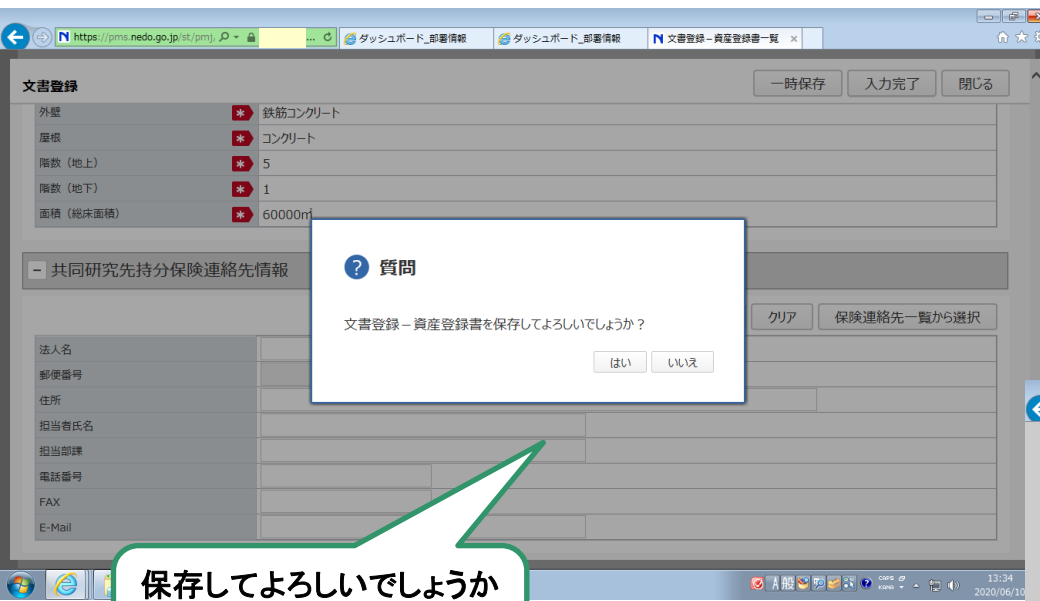 https://pms.nedo.go.jp/st/pmj,
...
ダッシュボード_部署情報
ダッシュボード_部署情報
文書登録 – 資産登録書一覧 ×
文書登録
一時保存
入力完了
閉じる
外壁 * 鉄筋コンクリート
屋根 * コンクリート
階数（地上） * 5
階数（地下） * 1
面積（総床面積） * 60000㎡
? 質問
文書登録 – 資産登録書を保存してよろしいでしょうか？
はい
いいえ
− 共同研究先持分保険連絡先情報
クリア
保険連絡先一覧から選択
法人名
郵便番号
住所
担当者氏名
担当部課
電話番号
FAX
E-Mail
保存してよろしいでしょうか
A 般
CAPS
KANA
13:34
2020/06/10